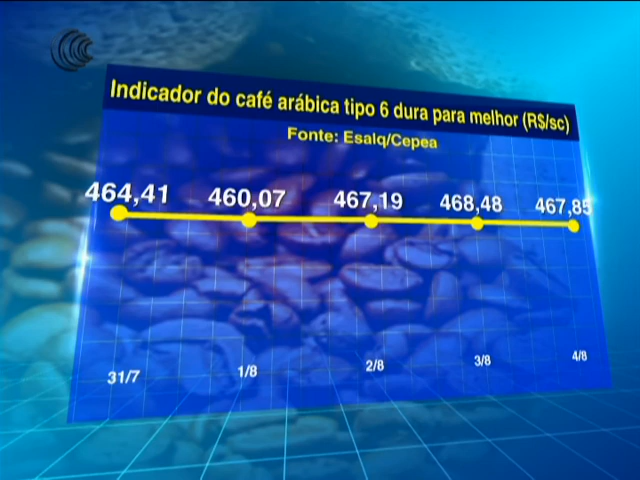 Indicador do café arábica tipo 6 dura para melhor (R$/sc)
Fonte: Esalq/Cepea
464,41 460,07 467,19 468,48 467,85
31/7 1/8 2/8 3/8 4/8